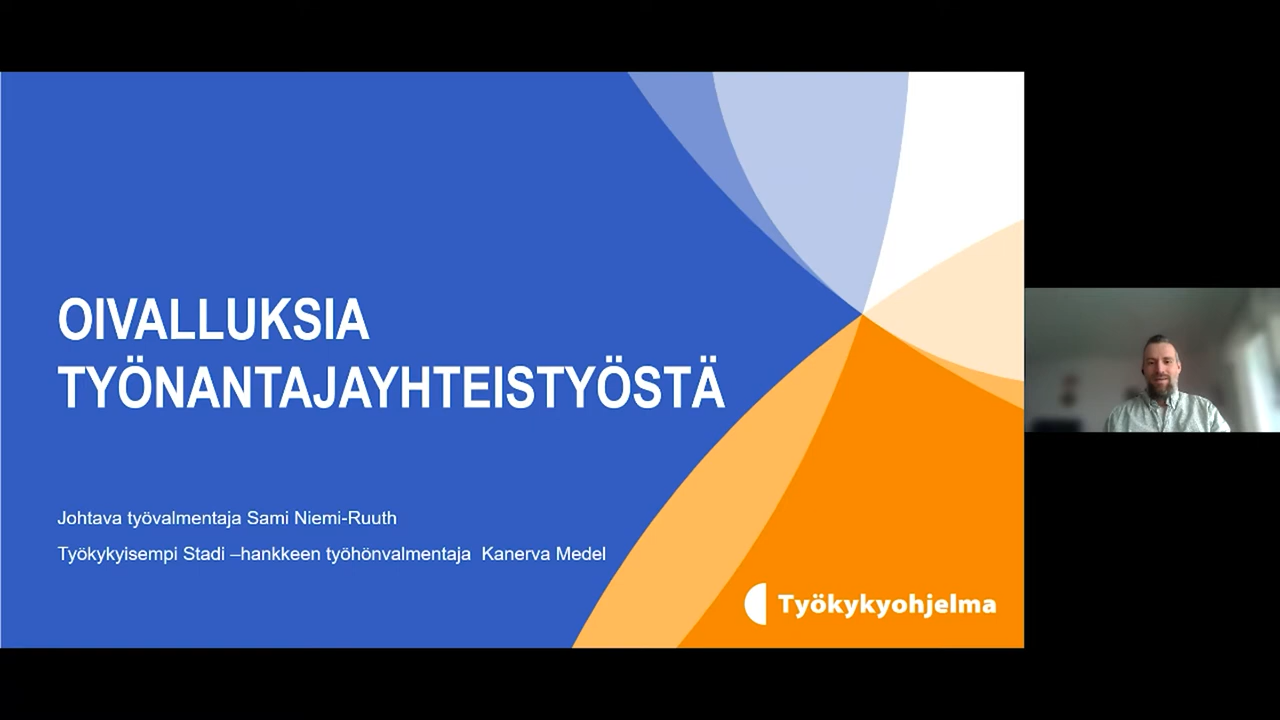 OIVALLUKSIA
TYÖNANTAJAYHTEISTYÖSTÄ
Johtava työvalmentaja Sami Niemi-Ruuth
Työkykyisempi Stadi –hankkeen työhönvalmentaja Kanerva Medel
Työkykyohjelma